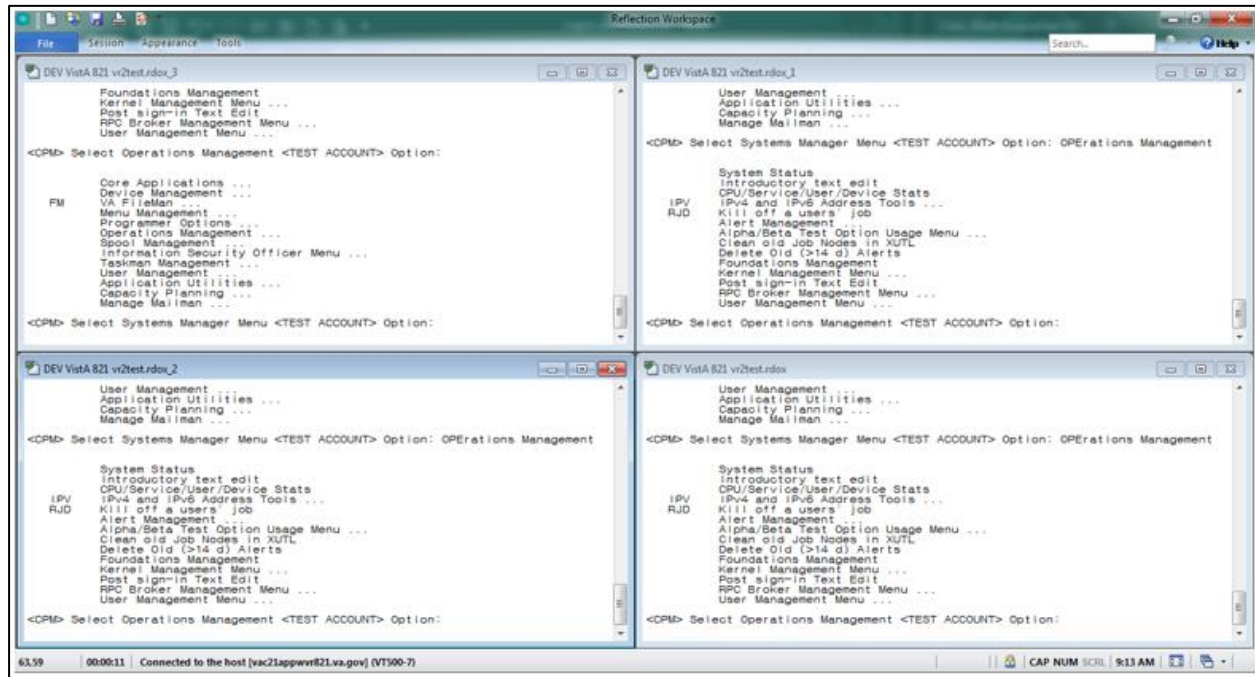 Reflection Workspace
File Session Appearance Tools Search... Help
DEV VistA 821 vr2test.rdox_3
Foundations Management
Kernel Management Menu ...
Post sign-in Text Edit
RPC Broker Management Menu ...
User Management Menu ...
<CPM> Select Operations Management <TEST ACCOUNT> Option:
Core Applications ...
Device Management ...
FM VA FileMan ...
Menu Management ...
Programmer Options ...
Operations Management ...
Spool Management ...
Information Security Officer Menu ...
Taskman Management ...
User Management ...
Application Utilities ...
Capacity Planning ...
Manage Mailman ...
<CPM> Select Systems Manager Menu <TEST ACCOUNT> Option:
DEV VistA 821 vr2test.rdox_1
User Management ...
Application Utilities ...
Capacity Planning ...
Manage Mailman ...
<CPM> Select Systems Manager Menu <TEST ACCOUNT> Option: OPErations Management
System Status
Introductory text edit
CPU/Service/User/Device Stats
IPV IPv4 and IPv6 Address Tools ...
RJD Kill off a users' job
Alert Management ...
Alpha/Beta Test Option Usage Menu ...
Clean old Job Nodes in XUTL
Delete Old (>14 d) Alerts
Foundations Management
Kernel Management Menu ...
Post sign-in Text Edit
RPC Broker Management Menu ...
User Management Menu ...
<CPM> Select Operations Management <TEST ACCOUNT> Option:
DEV VistA 821 vr2test.rdox_2
User Management ...
Application Utilities ...
Capacity Planning ...
Manage Mailman ...
<CPM> Select Systems Manager Menu <TEST ACCOUNT> Option: OPErations Management
System Status
Introductory text edit
CPU/Service/User/Device Stats
IPV IPv4 and IPv6 Address Tools ...
RJD Kill off a users' job
Alert Management ...
Alpha/Beta Test Option Usage Menu ...
Clean old Job Nodes in XUTL
Delete Old (>14 d) Alerts
Foundations Management
Kernel Management Menu ...
Post sign-in Text Edit
RPC Broker Management Menu ...
User Management Menu ...
<CPM> Select Operations Management <TEST ACCOUNT> Option:
DEV VistA 821 vr2test.rdox
User Management ...
Application Utilities ...
Capacity Planning ...
Manage Mailman ...
<CPM> Select Systems Manager Menu <TEST ACCOUNT> Option: OPErations Management
System Status
Introductory text edit
CPU/Service/User/Device Stats
IPV IPv4 and IPv6 Address Tools ...
RJD Kill off a users' job
Alert Management ...
Alpha/Beta Test Option Usage Menu ...
Clean old Job Nodes in XUTL
Delete Old (>14 d) Alerts
Foundations Management
Kernel Management Menu ...
Post sign-in Text Edit
RPC Broker Management Menu ...
User Management Menu ...
<CPM> Select Operations Management <TEST ACCOUNT> Option:
63,59 00:00:11 Connected to the host [vac21appwvr821.va.gov] (VT500-7) CAP NUM SCRL 9:13 AM